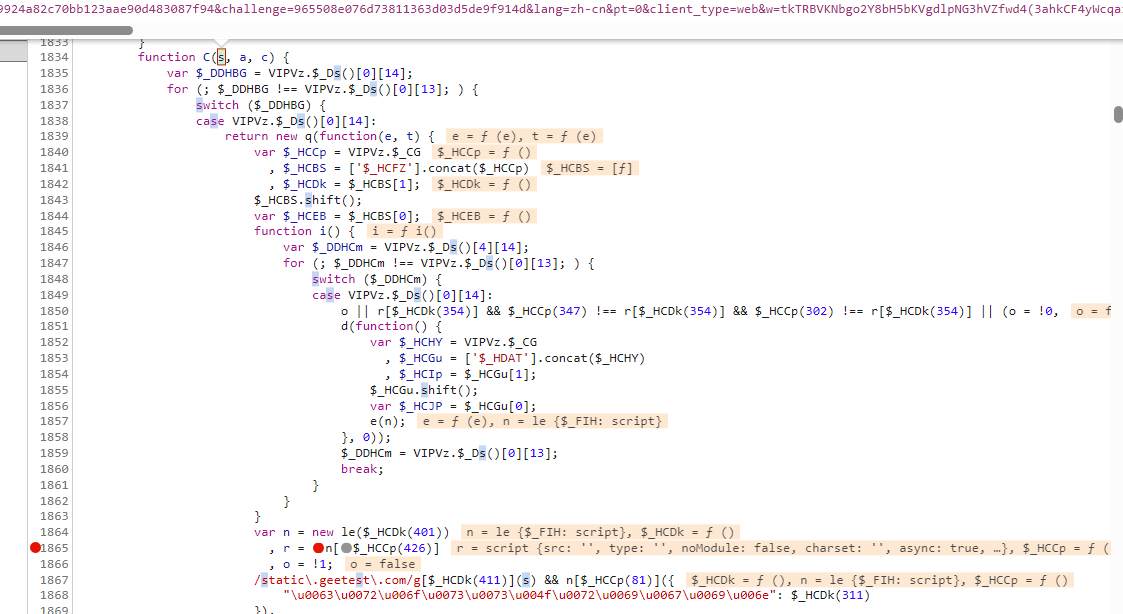 9924a82c70bb123aae90d483087f94&challenge=965508e076d73811363d03d5de9f914d&lang=zh-cn&pt=0&client_type=web&w=tkTRBVKNbgo2Y8bH5bKVgdlpNG3hVZfwd4(3ahkCF4yWcqa
1833 }
1834 function C(s, a, c) {
1835 var $_DDHBG = VIPVz.$_Ds()[0][14];
1836 for (; $_DDHBG !== VIPVz.$_Ds()[0][13]; ) {
1837 switch ($_DDHBG) {
1838 case VIPVz.$_Ds()[0][14]:
1839 return new q(function(e, t) { e = ƒ (e), t = ƒ (e)
1840 var $_HCCp = VIPVz.$_CG $_HCCp = ƒ ()
1841 , $_HCBS = ['$_HCFZ'].concat($_HCCp) $_HCBS = [ƒ]
1842 , $_HCDk = $_HCBS[1]; $_HCDk = ƒ ()
1843 $_HCBS.shift();
1844 var $_HCEB = $_HCBS[0]; $_HCEB = ƒ ()
1845 function i() { i = ƒ i()
1846 var $_DDHCm = VIPVz.$_Ds()[4][14];
1847 for (; $_DDHCm !== VIPVz.$_Ds()[0][13]; ) {
1848 switch ($_DDHCm) {
1849 case VIPVz.$_Ds()[0][14]:
1850 o || r[$_HCDk(354)] && $_HCCp(347) !== r[$_HCDk(354)] && $_HCCp(302) !== r[$_HCDk(354)] || (o = !0, o = f
1851 d(function() {
1852 var $_HCHY = VIPVz.$_CG
1853 , $_HCGu = ['$_HDAT'].concat($_HCHY)
1854 , $_HCIp = $_HCGu[1];
1855 $_HCGu.shift();
1856 var $_HCJP = $_HCGu[0];
1857 e(n); e = ƒ (e), n = le {$_FIH: script}
1858 }, 0));
1859 $_DDHCm = VIPVz.$_Ds()[0][13];
1860 break;
1861 }
1862 }
1863 }
1864 var n = new le($_HCDk(401)) n = le {$_FIH: script}, $_HCDk = ƒ ()
1865 , r = n[$_HCCp(426)] r = script {src: '', type: '', noModule: false, charset: '', async: true, …}, $_HCCp = ƒ (
1866 , o = !1; o = false
1867 /static\.geetest\.com/g[$_HCDk(411)](s) && n[$_HCCp(81)]({ $_HCDk = ƒ (), n = le {$_FIH: script}, $_HCCp = ƒ ()
1868 "\u0063\u0072\u006f\u0073\u0073\u004f\u0072\u0069\u0067\u0069\u006e": $_HCDk(311)
1869 }),